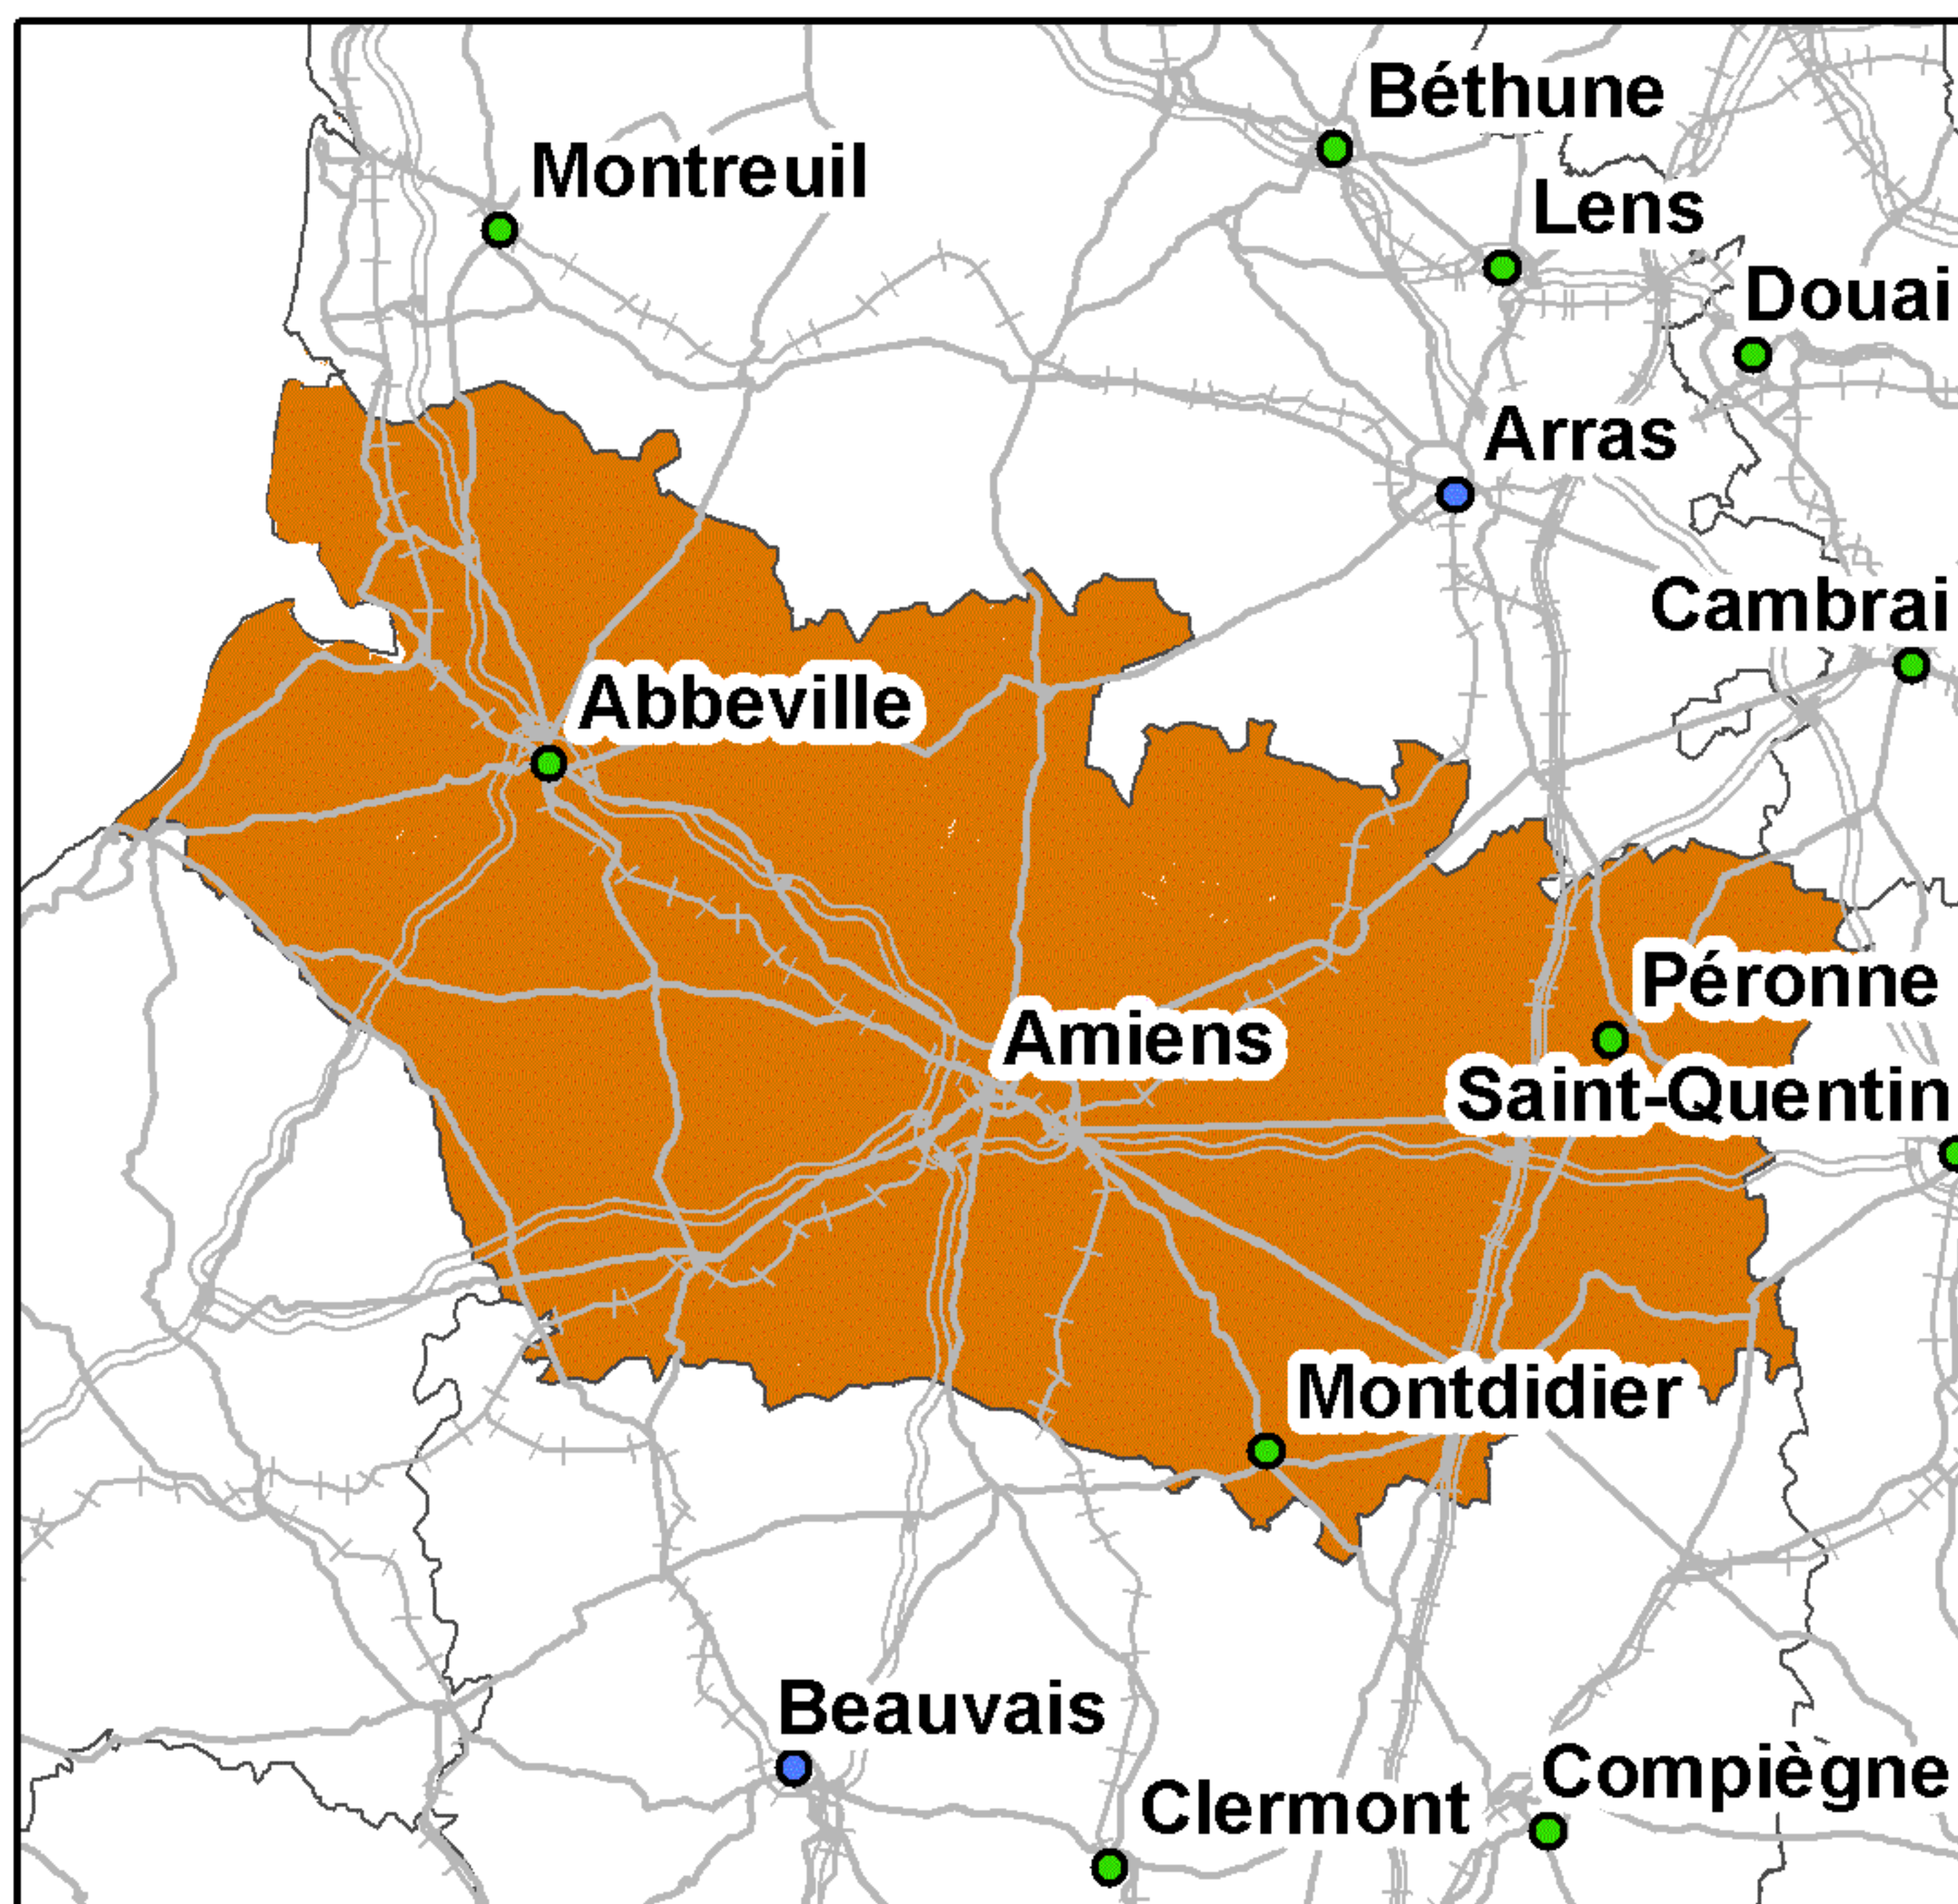 Béthune
Montreuil
Lens
Douai
Arras
Cambrai
Abbeville
Péronne
Amiens
Saint-Quentin
Montdidier
Beauvais
Compiègne
Clermont